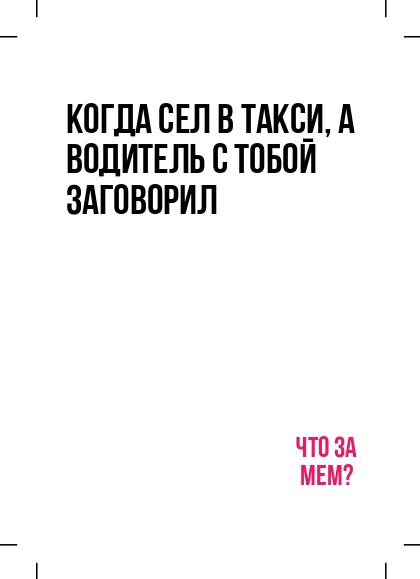 КОГДА СЕЛ В ТАКСИ, А
ВОДИТЕЛЬ С ТОБОЙ
ЗАГОВОРИЛ
ЧТО ЗА
МЕМ?